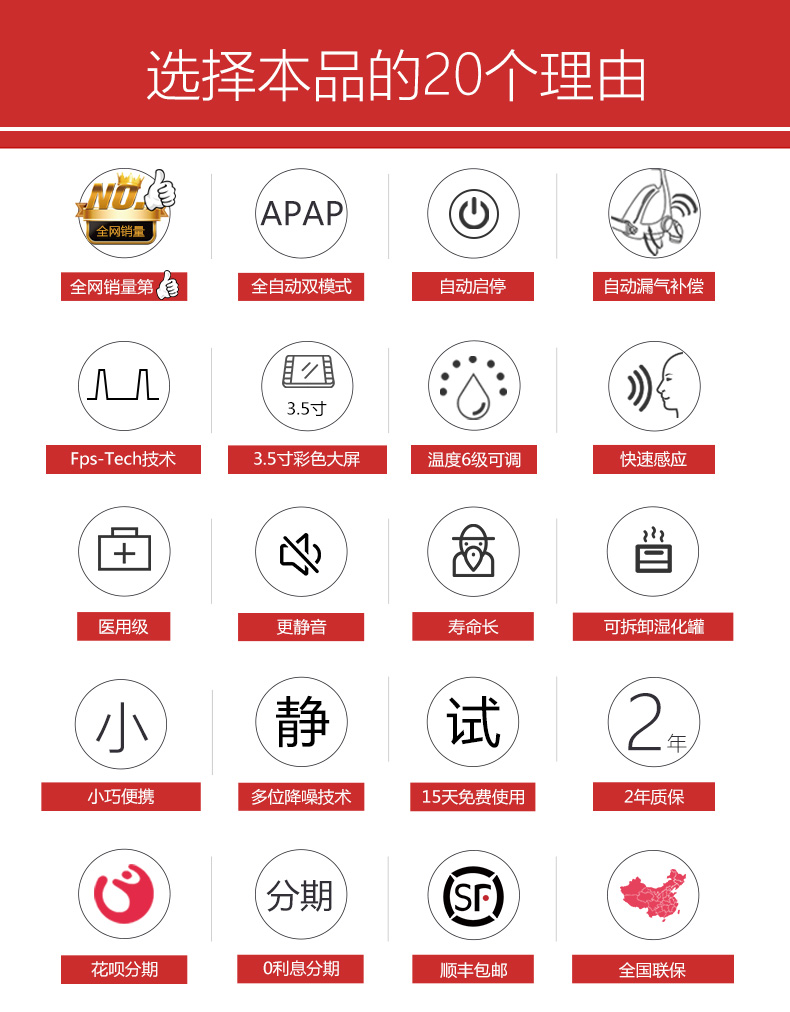 选择本品的20个理由
NO.
全网销量
APAP
全网销量第
全自动双模式
自动启停
自动漏气补偿
3.5寸
Fps-Tech技术
3.5寸彩色大屏
温度6级可调
快速感应
医用级
更静音
寿命长
可拆卸湿化罐
小
静
试
2年
小巧便携
多位降噪技术
15天免费使用
2年质保
分期
SF
花呗分期
0利息分期
顺丰包邮
全国联保